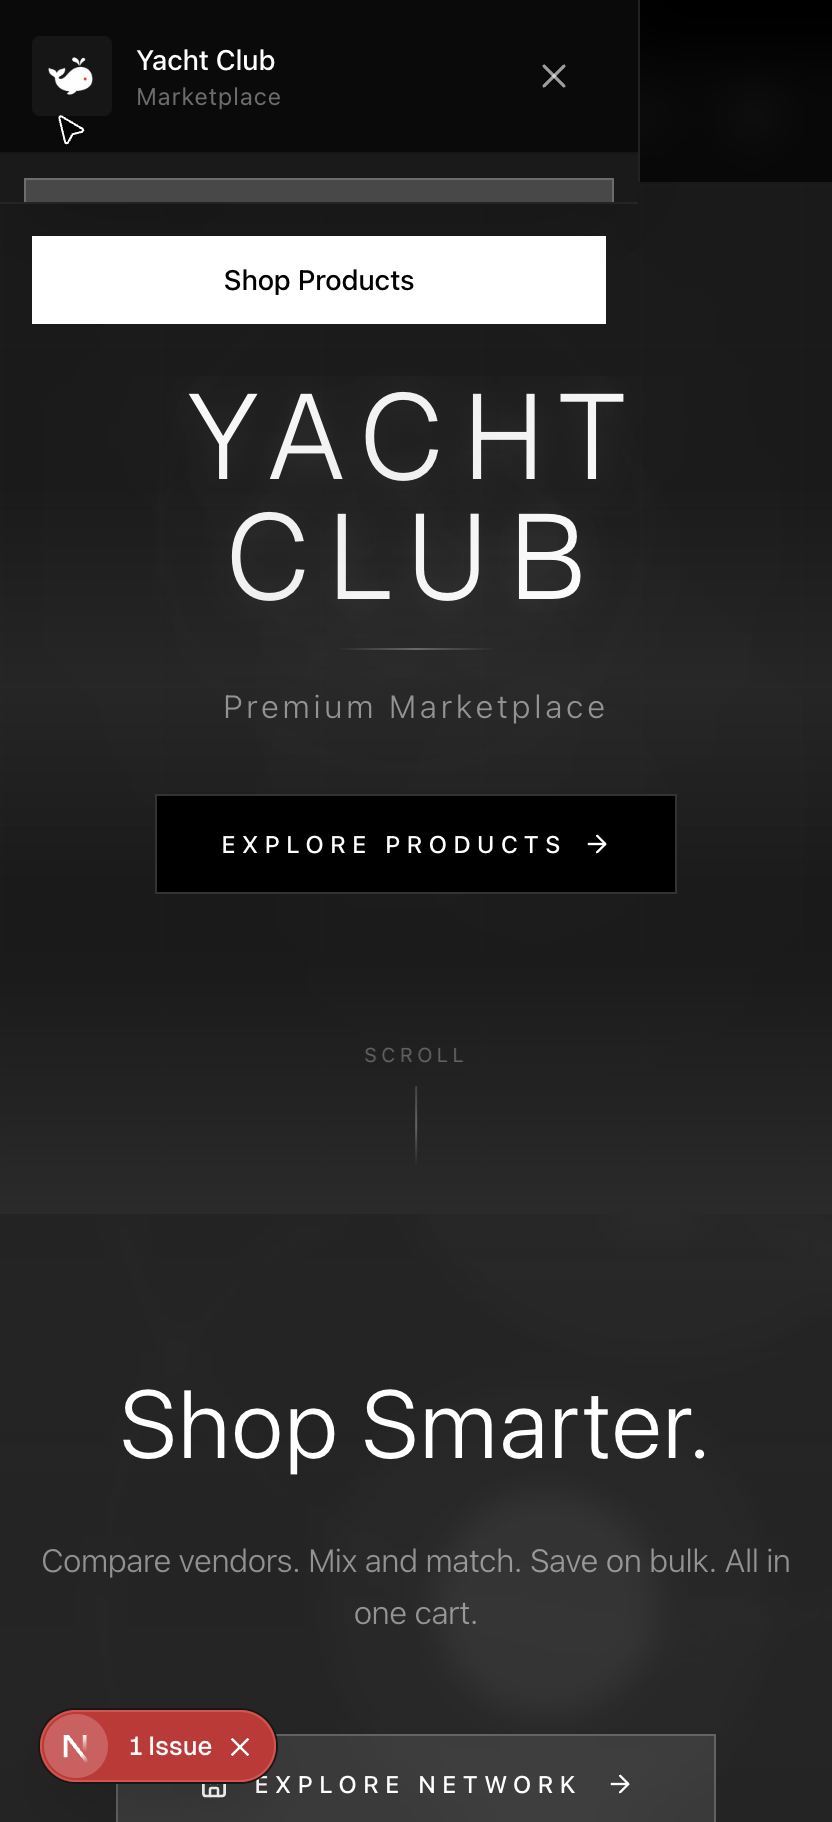 Yacht Club
Marketplace
Shop Products
YACHT
CLUB
Premium Marketplace
EXPLORE PRODUCTS →
SCROLL
Shop Smarter.
Compare vendors. Mix and match. Save on bulk. All in
one cart.
N 1 Issue
EXPLORE NETWORK →